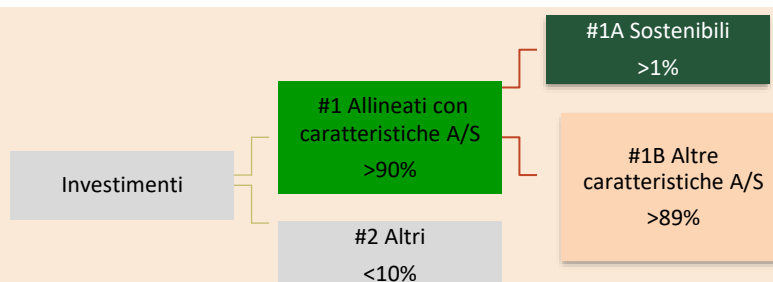 Investimenti
#1 Allineati con
caratteristiche A/S
>90%
#2 Altri
<10%
#1A Sostenibili
>1%
#1B Altre
caratteristiche A/S
>89%